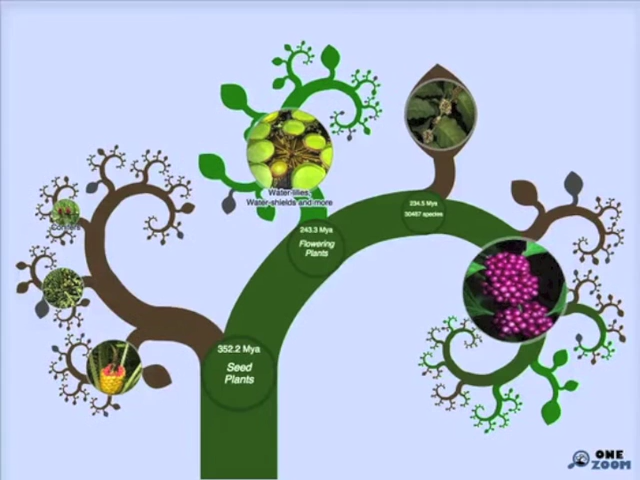 Water-lilies,
Water-shields and more
234.5 Mya
30487 species
243.3 Mya
Flowering
Plants
352.2 Mya
Seed
Plants
ONE
ZOOM